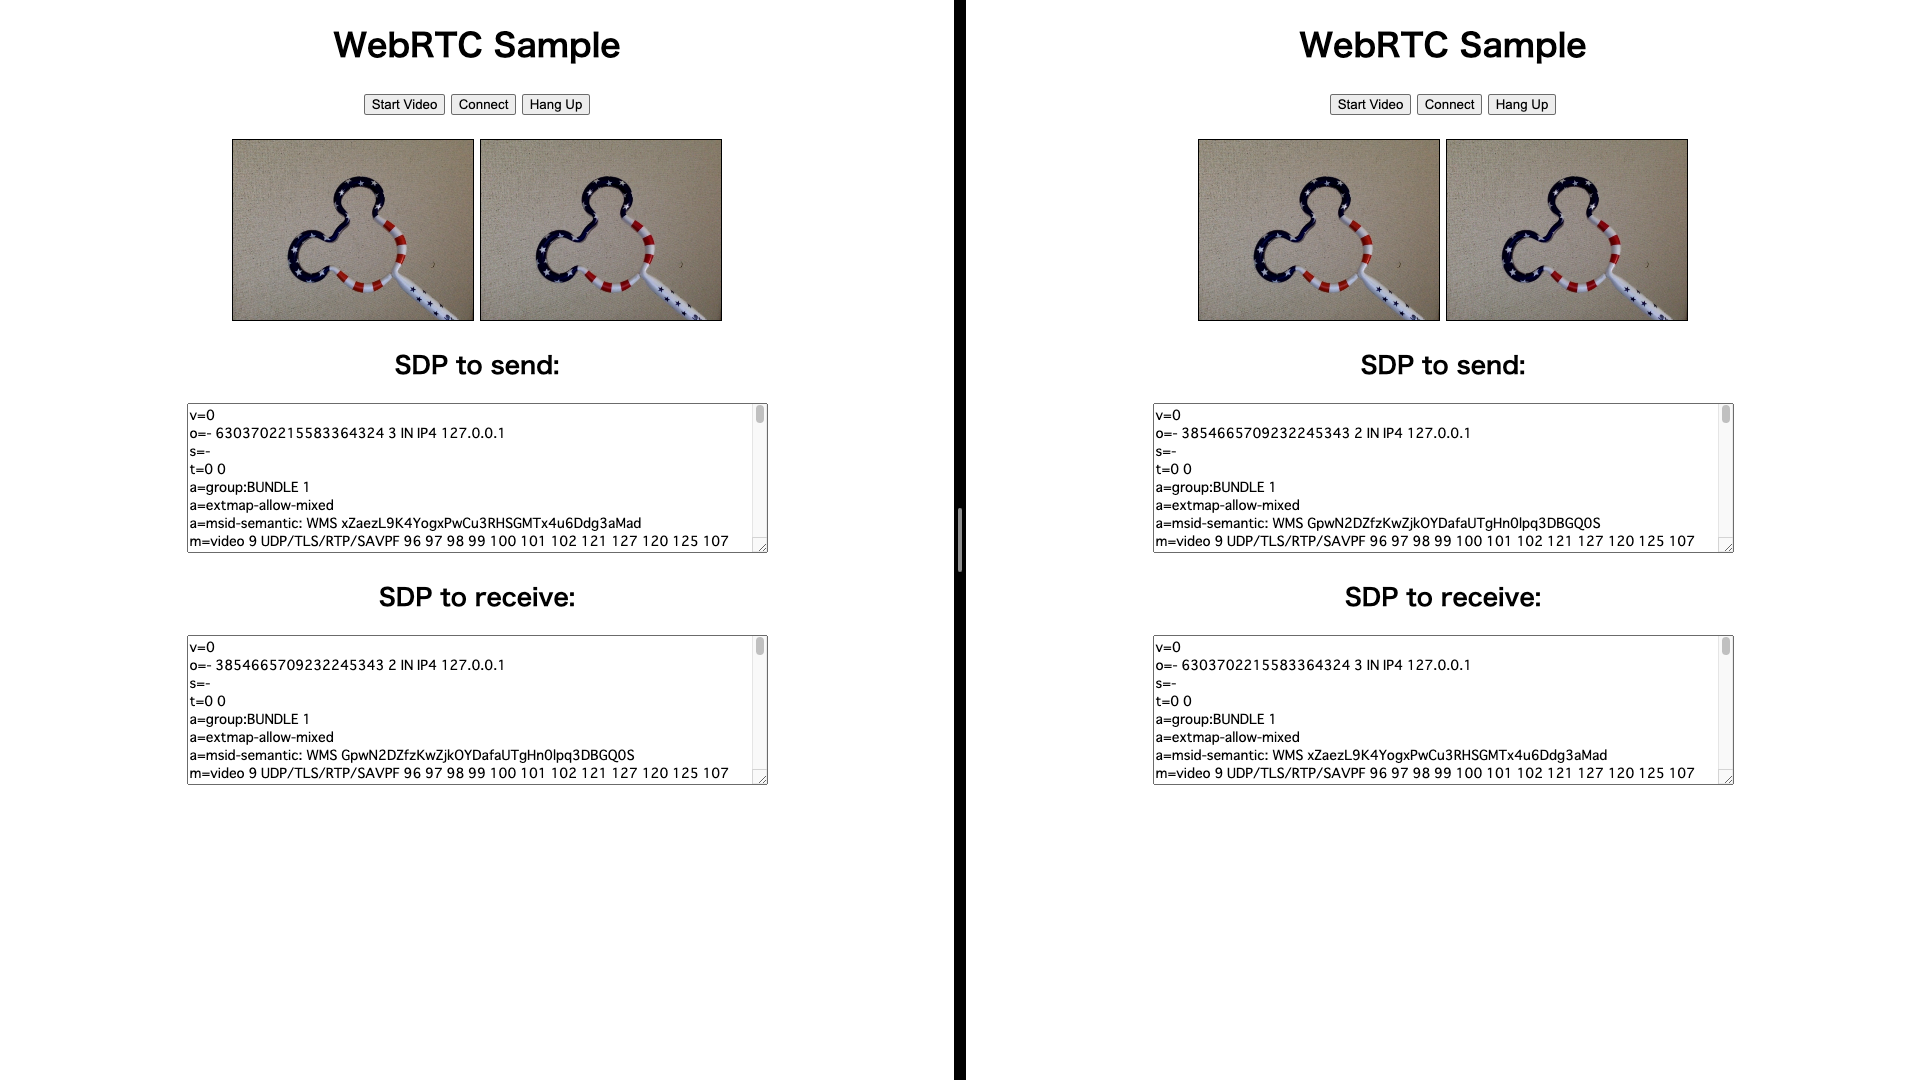 WebRTC Sample
Start Video Connect Hang Up
SDP to send:
v=0
o=- 6303702215583364324 3 IN IP4 127.0.0.1
s=-
t=0 0
a=group:BUNDLE 1
a=extmap-allow-mixed
a=msid-semantic: WMS xZaezL9K4YogxPwCu3RHSGMTx4u6Ddg3aMad
m=video 9 UDP/TLS/RTP/SAVPF 96 97 98 99 100 101 102 121 127 120 125 107
SDP to receive:
v=0
o=- 3854665709232245343 2 IN IP4 127.0.0.1
s=-
t=0 0
a=group:BUNDLE 1
a=extmap-allow-mixed
a=msid-semantic: WMS GpwN2DZfzKwZjkOYDafaUTgHn0lpq3DBGQ0S
m=video 9 UDP/TLS/RTP/SAVPF 96 97 98 99 100 101 102 121 127 120 125 107
WebRTC Sample
Start Video Connect Hang Up
SDP to send:
v=0
o=- 3854665709232245343 2 IN IP4 127.0.0.1
s=-
t=0 0
a=group:BUNDLE 1
a=extmap-allow-mixed
a=msid-semantic: WMS GpwN2DZfzKwZjkOYDafaUTgHn0lpq3DBGQ0S
m=video 9 UDP/TLS/RTP/SAVPF 96 97 98 99 100 101 102 121 127 120 125 107
SDP to receive:
v=0
o=- 6303702215583364324 3 IN IP4 127.0.0.1
s=-
t=0 0
a=group:BUNDLE 1
a=extmap-allow-mixed
a=msid-semantic: WMS xZaezL9K4YogxPwCu3RHSGMTx4u6Ddg3aMad
m=video 9 UDP/TLS/RTP/SAVPF 96 97 98 99 100 101 102 121 127 120 125 107